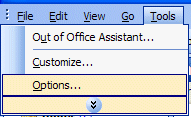 File Edit View Go Tools
Out of Office Assistant...
Customize...
Options...